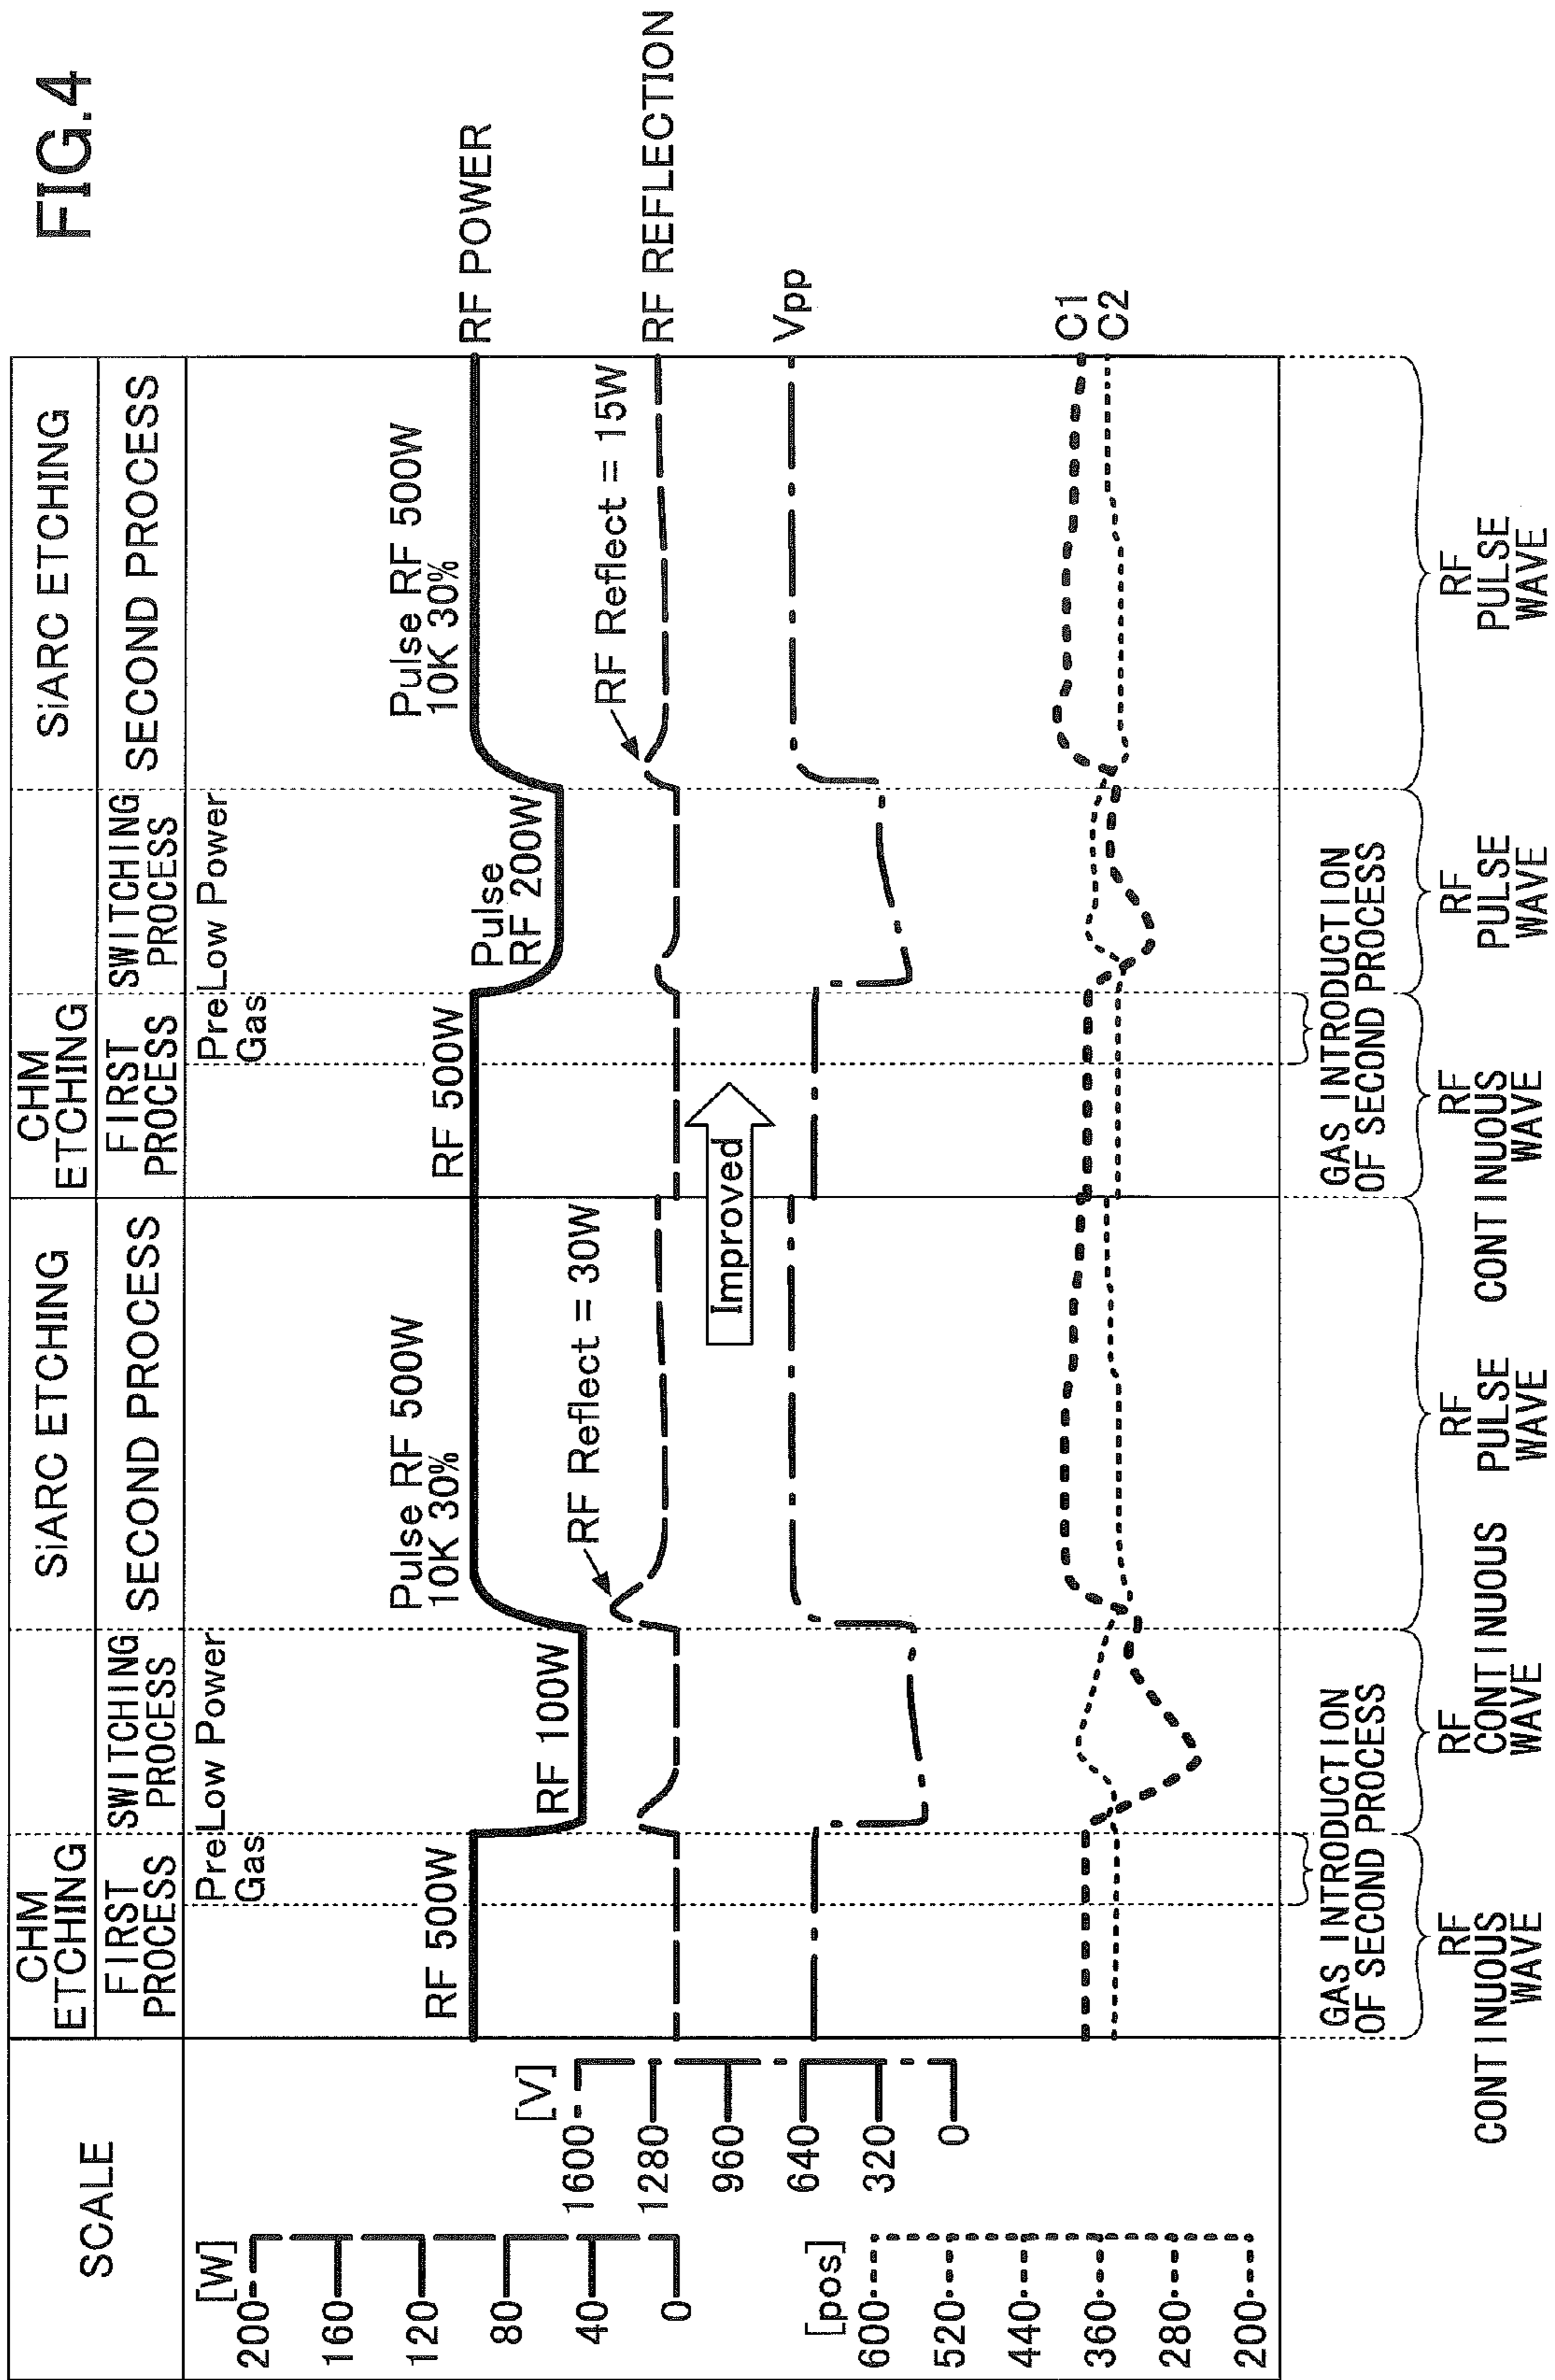 FIG.4
SCALE
CHM
ETCHING
SiARC ETCHING
CHM
ETCHING
SiARC ETCHING
FIRST
PROCESS
SWITCHING
PROCESS
SECOND PROCESS
FIRST
PROCESS
SWITCHING
PROCESS
SECOND PROCESS
[W]
200
160
120
80
40
0
[V]
1600
1280
960
640
320
0
[pos]
600
520
440
360
280
200
Pre
Gas
Low Power
Pre
Gas
Low Power
RF 500W
RF 100W
Pulse RF 500W
10K 30%
RF 500W
Pulse
RF 200W
Pulse RF 500W
10K 30%
RF POWER
RF Reflect = 30W
RF Reflect = 15W
RF REFLECTION
Improved
Vpp
C1
C2
GAS INTRODUCTION
OF SECOND PROCESS
GAS INTRODUCTION
OF SECOND PROCESS
RF
CONTINUOUS
WAVE
RF
CONTINUOUS
WAVE
RF
PULSE
WAVE
RF
CONTINUOUS
WAVE
RF
PULSE
WAVE
RF
PULSE
WAVE